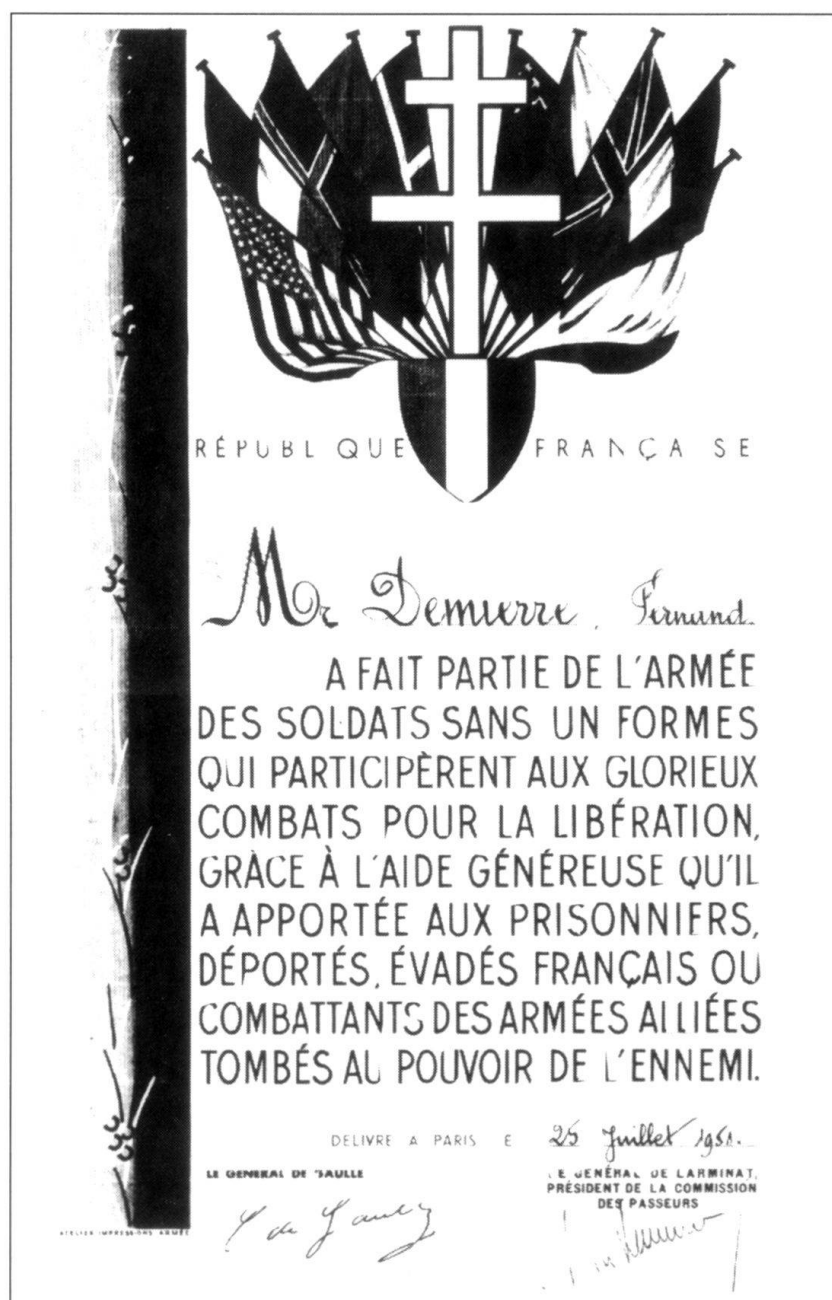 RÉPUBL QUE FRANÇA SE
Mr Demierre, Fernand
A FAIT PARTIE DE L'ARMÉE
DES SOLDATS SANS UN FORMES
QUI PARTICIPÈRENT AUX GLORIEUX
COMBATS POUR LA LIBÉRATION,
GRÂCE À L'AIDE GÉNÉREUSE QU'IL
A APPORTÉE AUX PRISONNIERS,
DÉPORTÉS, ÉVADÉS FRANÇAIS OU
COMBATTANTS DES ARMÉES ALLIÉES
TOMBÉS AU POUVOIR DE L'ENNEMI.
DELIVRE A PARIS E 25 Juillet 1951.
LE GENERAL DE GAULLE
LE GENÉRAL DE LARMINAT,
PRÉSIDENT DE LA COMMISSION
DES PASSEURS
C de Gaulle
ATELIER IMPRESSIONS ARMÉE